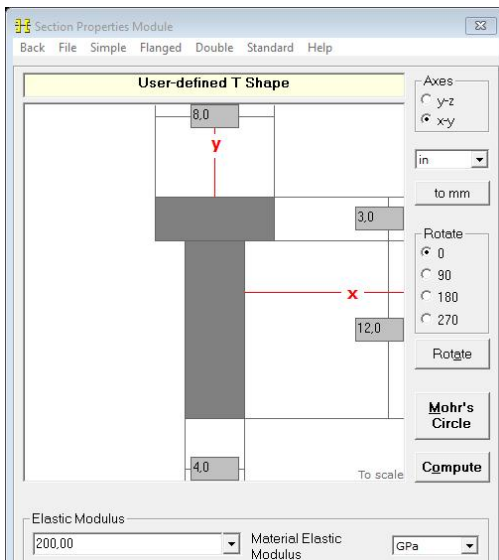 Section Properties Module
Back File Simple Flanged Double Standard Help
User-defined T Shape
Axes
y-z
x-y
8,0
y
in
to mm
3,0
Rotate
0
90
180
270
x
12,0
Rotate
Mohr's
Circle
4,0
To scale
Compute
Elastic Modulus
200,00
Material Elastic
Modulus
GPa